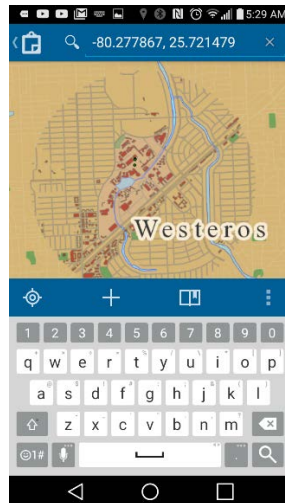 5:29 AM
-80.277867, 25.721479 ×
Westeros
1 2 3 4 5 6 7 8 9 0
q w e r t y u i o p
a s d f g h j k l
z x c v b n m
1# .